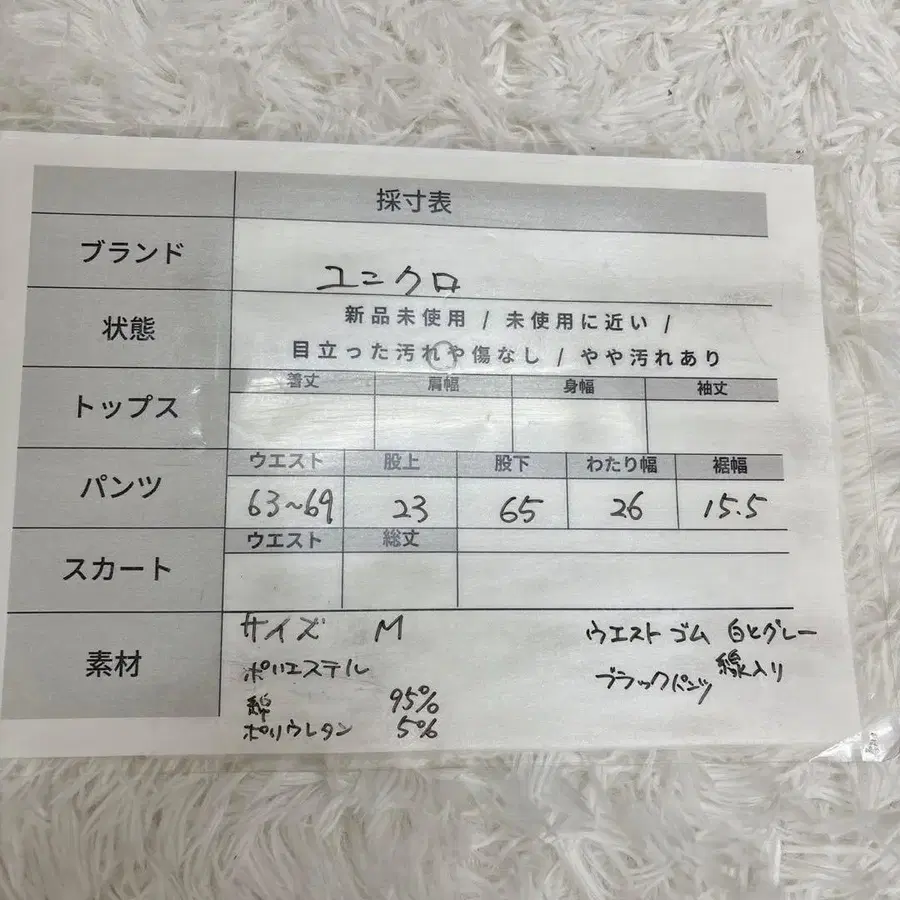 採寸表
ブランド ユニクロ
状態 新品未使用 / 未使用に近い /
目立った汚れや傷なし / やや汚れあり
トップス 着丈 肩幅 身幅 袖丈
パンツ ウエスト 股上 股下 わたり幅 裾幅
63~69 23 65 26 15.5
スカート ウエスト 総丈
素材 サイズ M ウエスト ゴム 白とグレー
ポリエステル ブラックパンツ 線入り
綿 95%
ポリウレタン 5%